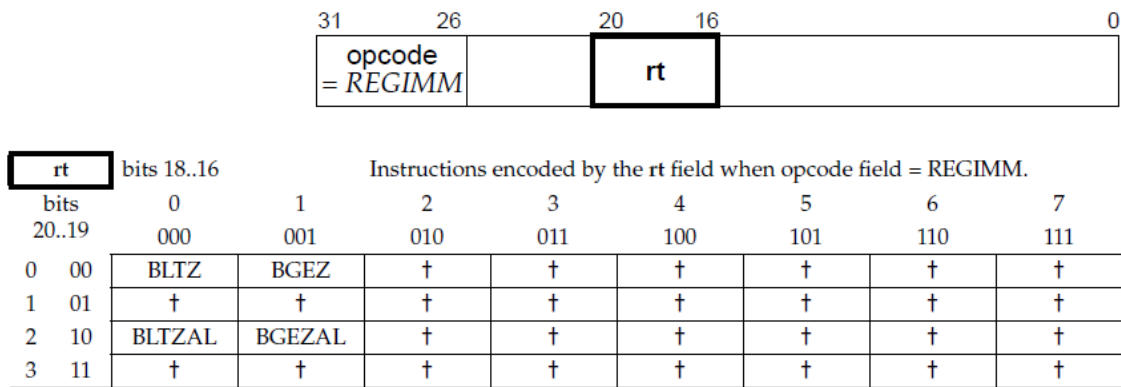 31 26 20 16 0
opcode
= REGIMM
rt
rt bits 18..16 Instructions encoded by the rt field when opcode field = REGIMM.
bits 0 1 2 3 4 5 6 7
20..19 000 001 010 011 100 101 110 111
0 00 BLTZ BGEZ † † † † † †
1 01 † † † † † † † †
2 10 BLTZAL BGEZAL † † † † † †
3 11 † † † † † † † †